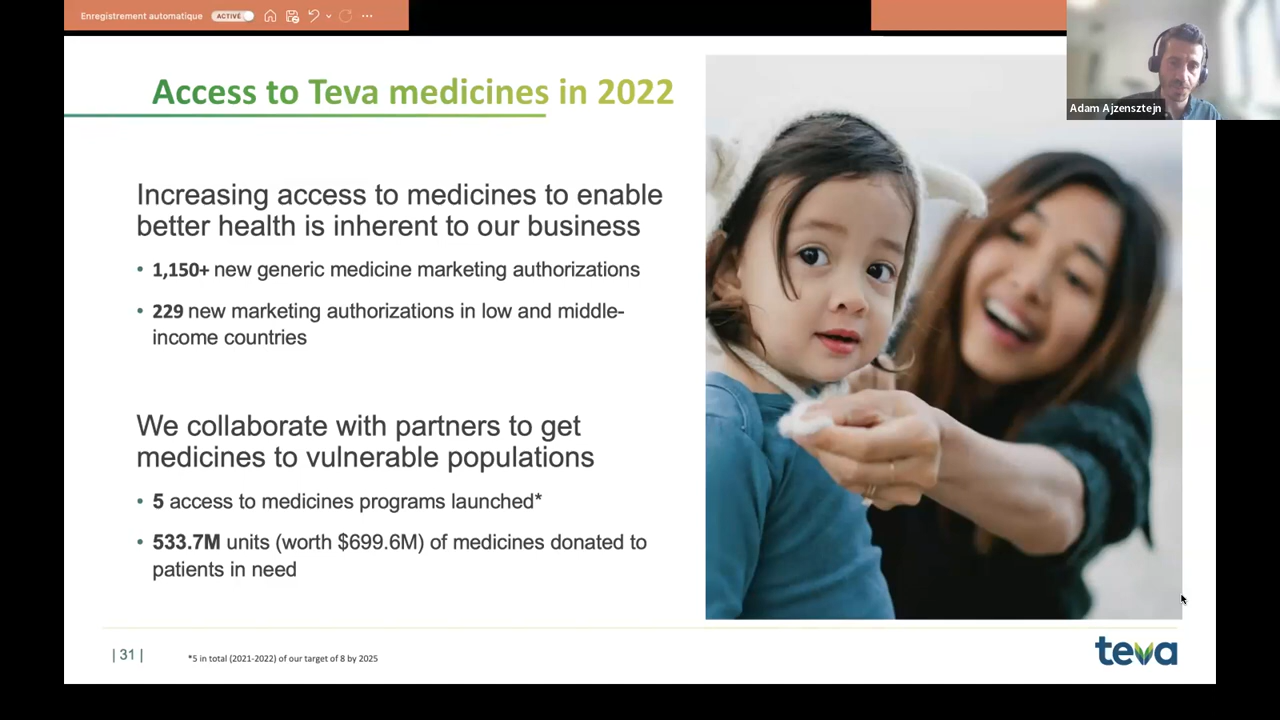 Enregistrement automatique ACTIVÉ
Adam Ajzensztejn
Access to Teva medicines in 2022
Increasing access to medicines to enable
better health is inherent to our business
• 1,150+ new generic medicine marketing authorizations
• 229 new marketing authorizations in low and middle-
income countries
We collaborate with partners to get
medicines to vulnerable populations
• 5 access to medicines programs launched*
• 533.7M units (worth $699.6M) of medicines donated to
patients in need
| 31 |
*5 in total (2021-2022) of our target of 8 by 2025
teva